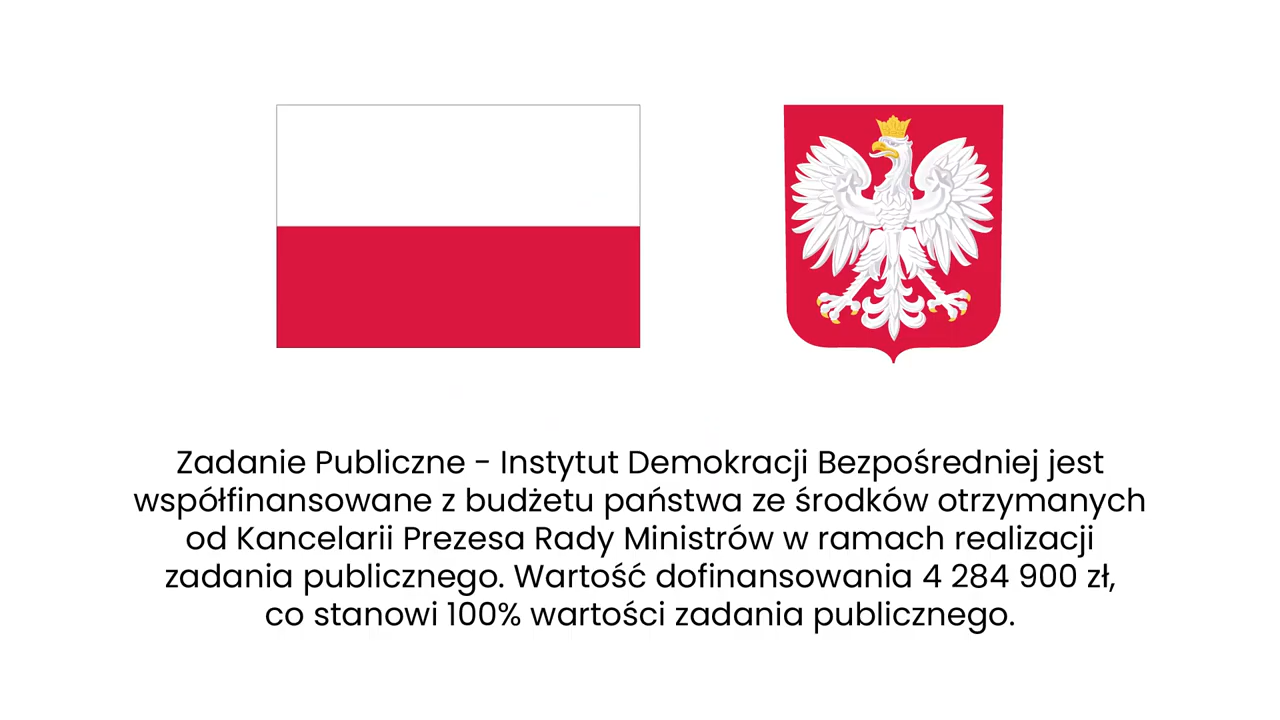 Zadanie Publiczne - Instytut Demokracji Bezpośredniej jest
współfinansowane z budżetu państwa ze środków otrzymanych
od Kancelarii Prezesa Rady Ministrów w ramach realizacji
zadania publicznego. Wartość dofinansowania 4 284 900 zł,
co stanowi 100% wartości zadania publicznego.